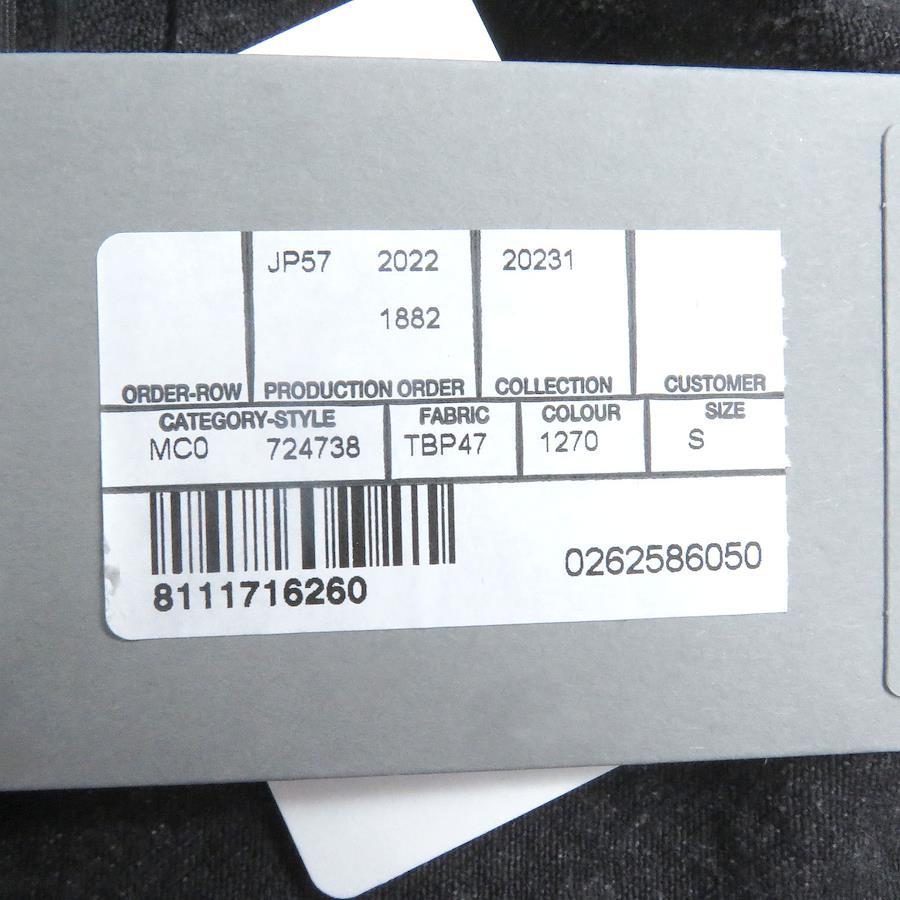 JP57 2022 20231
1882
ORDER-ROW PRODUCTION ORDER COLLECTION CUSTOMER
CATEGORY-STYLE FABRIC COLOUR SIZE
MC0 724738 TBP47 1270 S
8111716260 0262586050